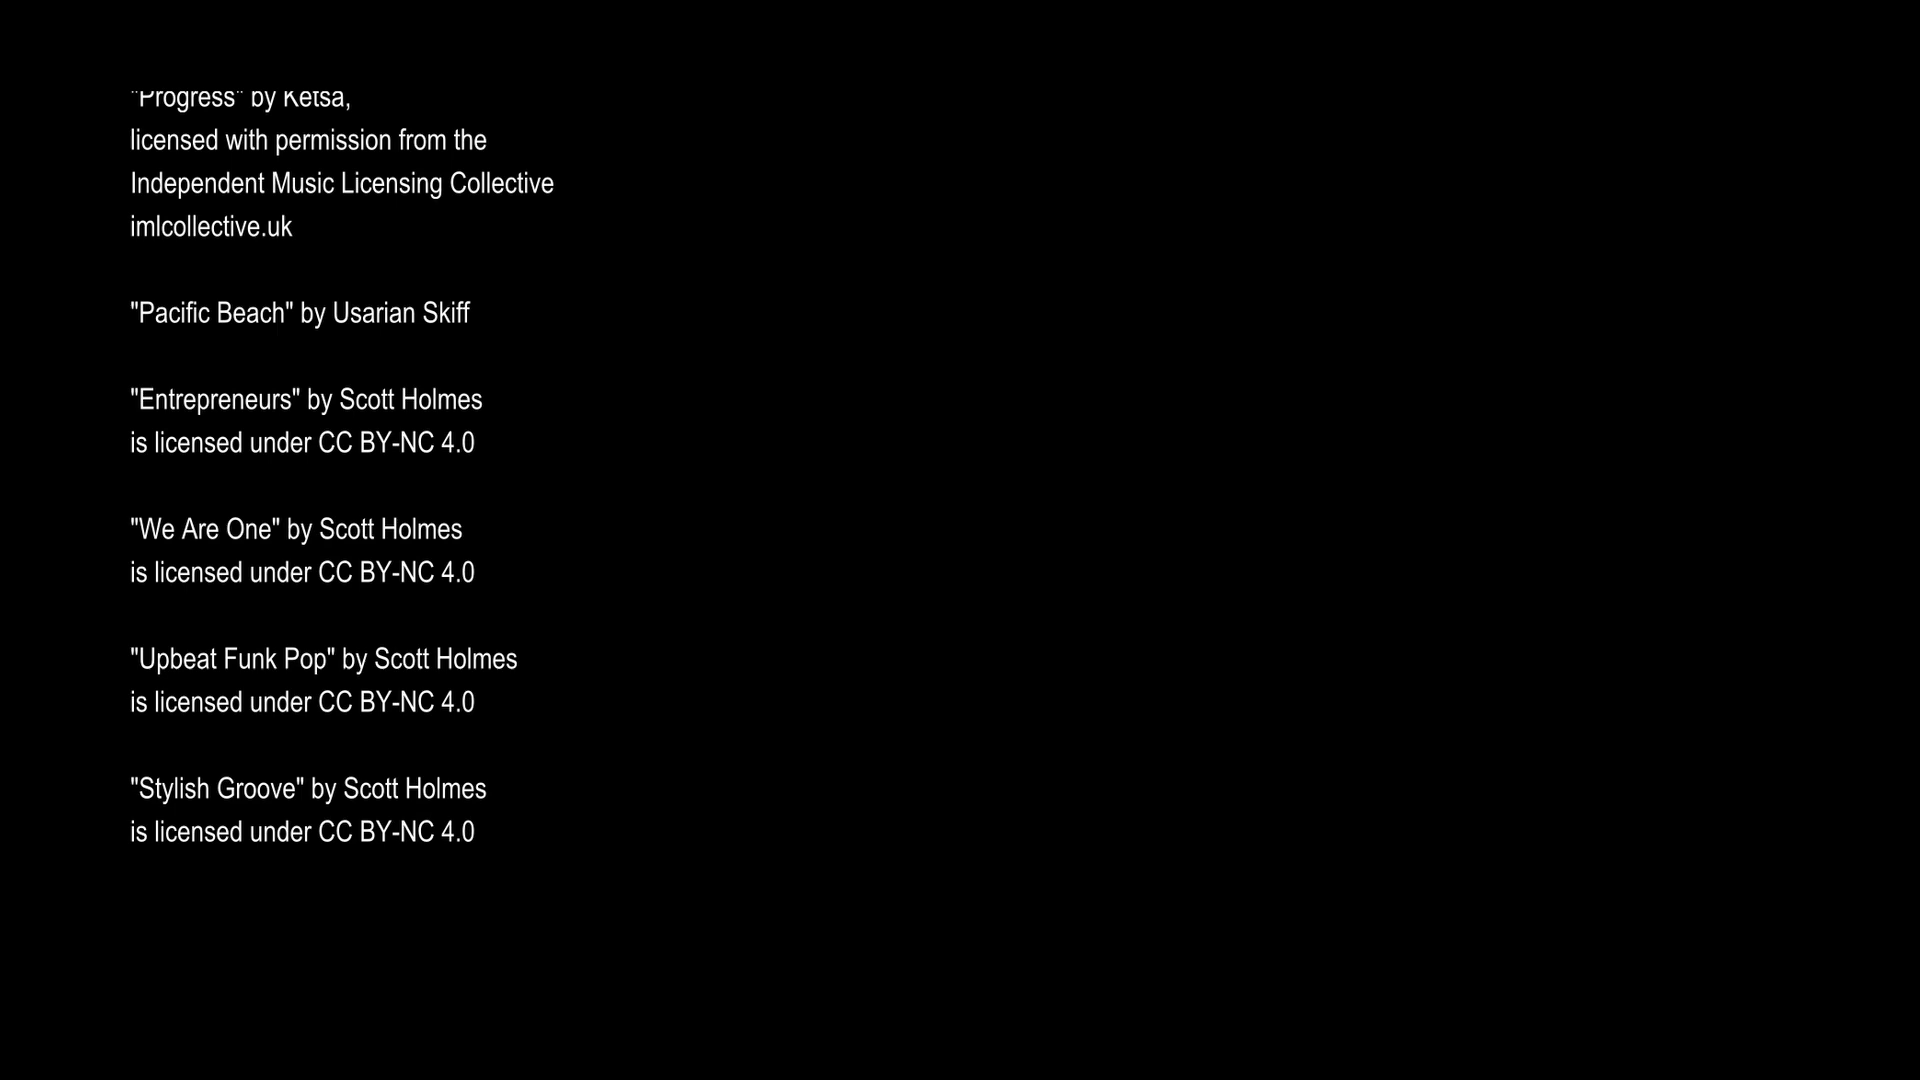 "Progress" by Ketsa,
licensed with permission from the
Independent Music Licensing Collective
imlcollective.uk
"Pacific Beach" by Usarian Skiff
"Entrepreneurs" by Scott Holmes
is licensed under CC BY-NC 4.0
"We Are One" by Scott Holmes
is licensed under CC BY-NC 4.0
"Upbeat Funk Pop" by Scott Holmes
is licensed under CC BY-NC 4.0
"Stylish Groove" by Scott Holmes
is licensed under CC BY-NC 4.0